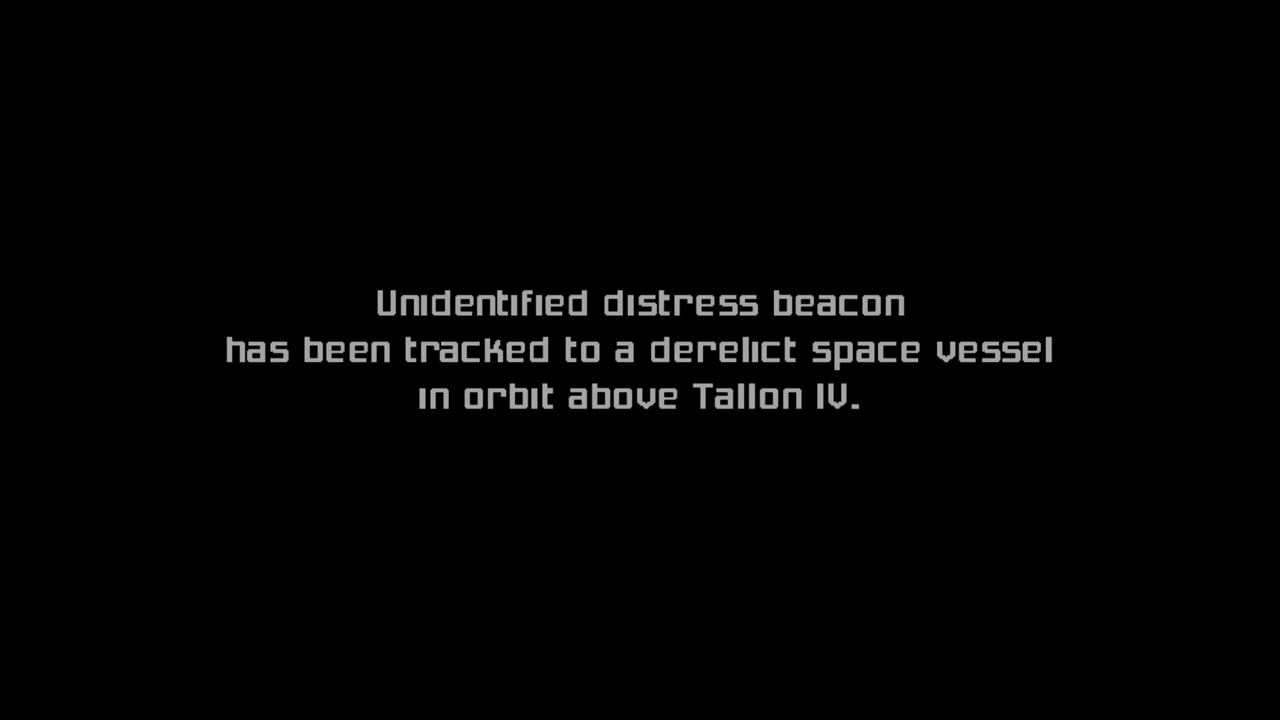 Unidentified distress beacon
has been tracked to a derelict space vessel
in orbit above Tallon IV.